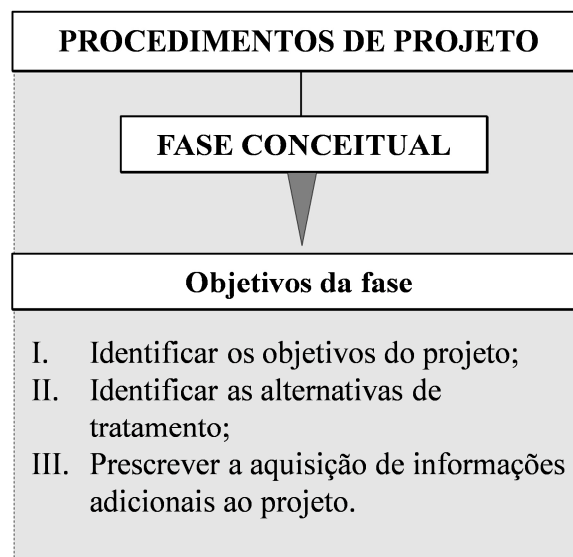 PROCEDIMENTOS DE PROJETO
FASE CONCEITUAL
Objetivos da fase
I. Identificar os objetivos do projeto;
II. Identificar as alternativas de
tratamento;
III. Prescrever a aquisição de informações
adicionais ao projeto.